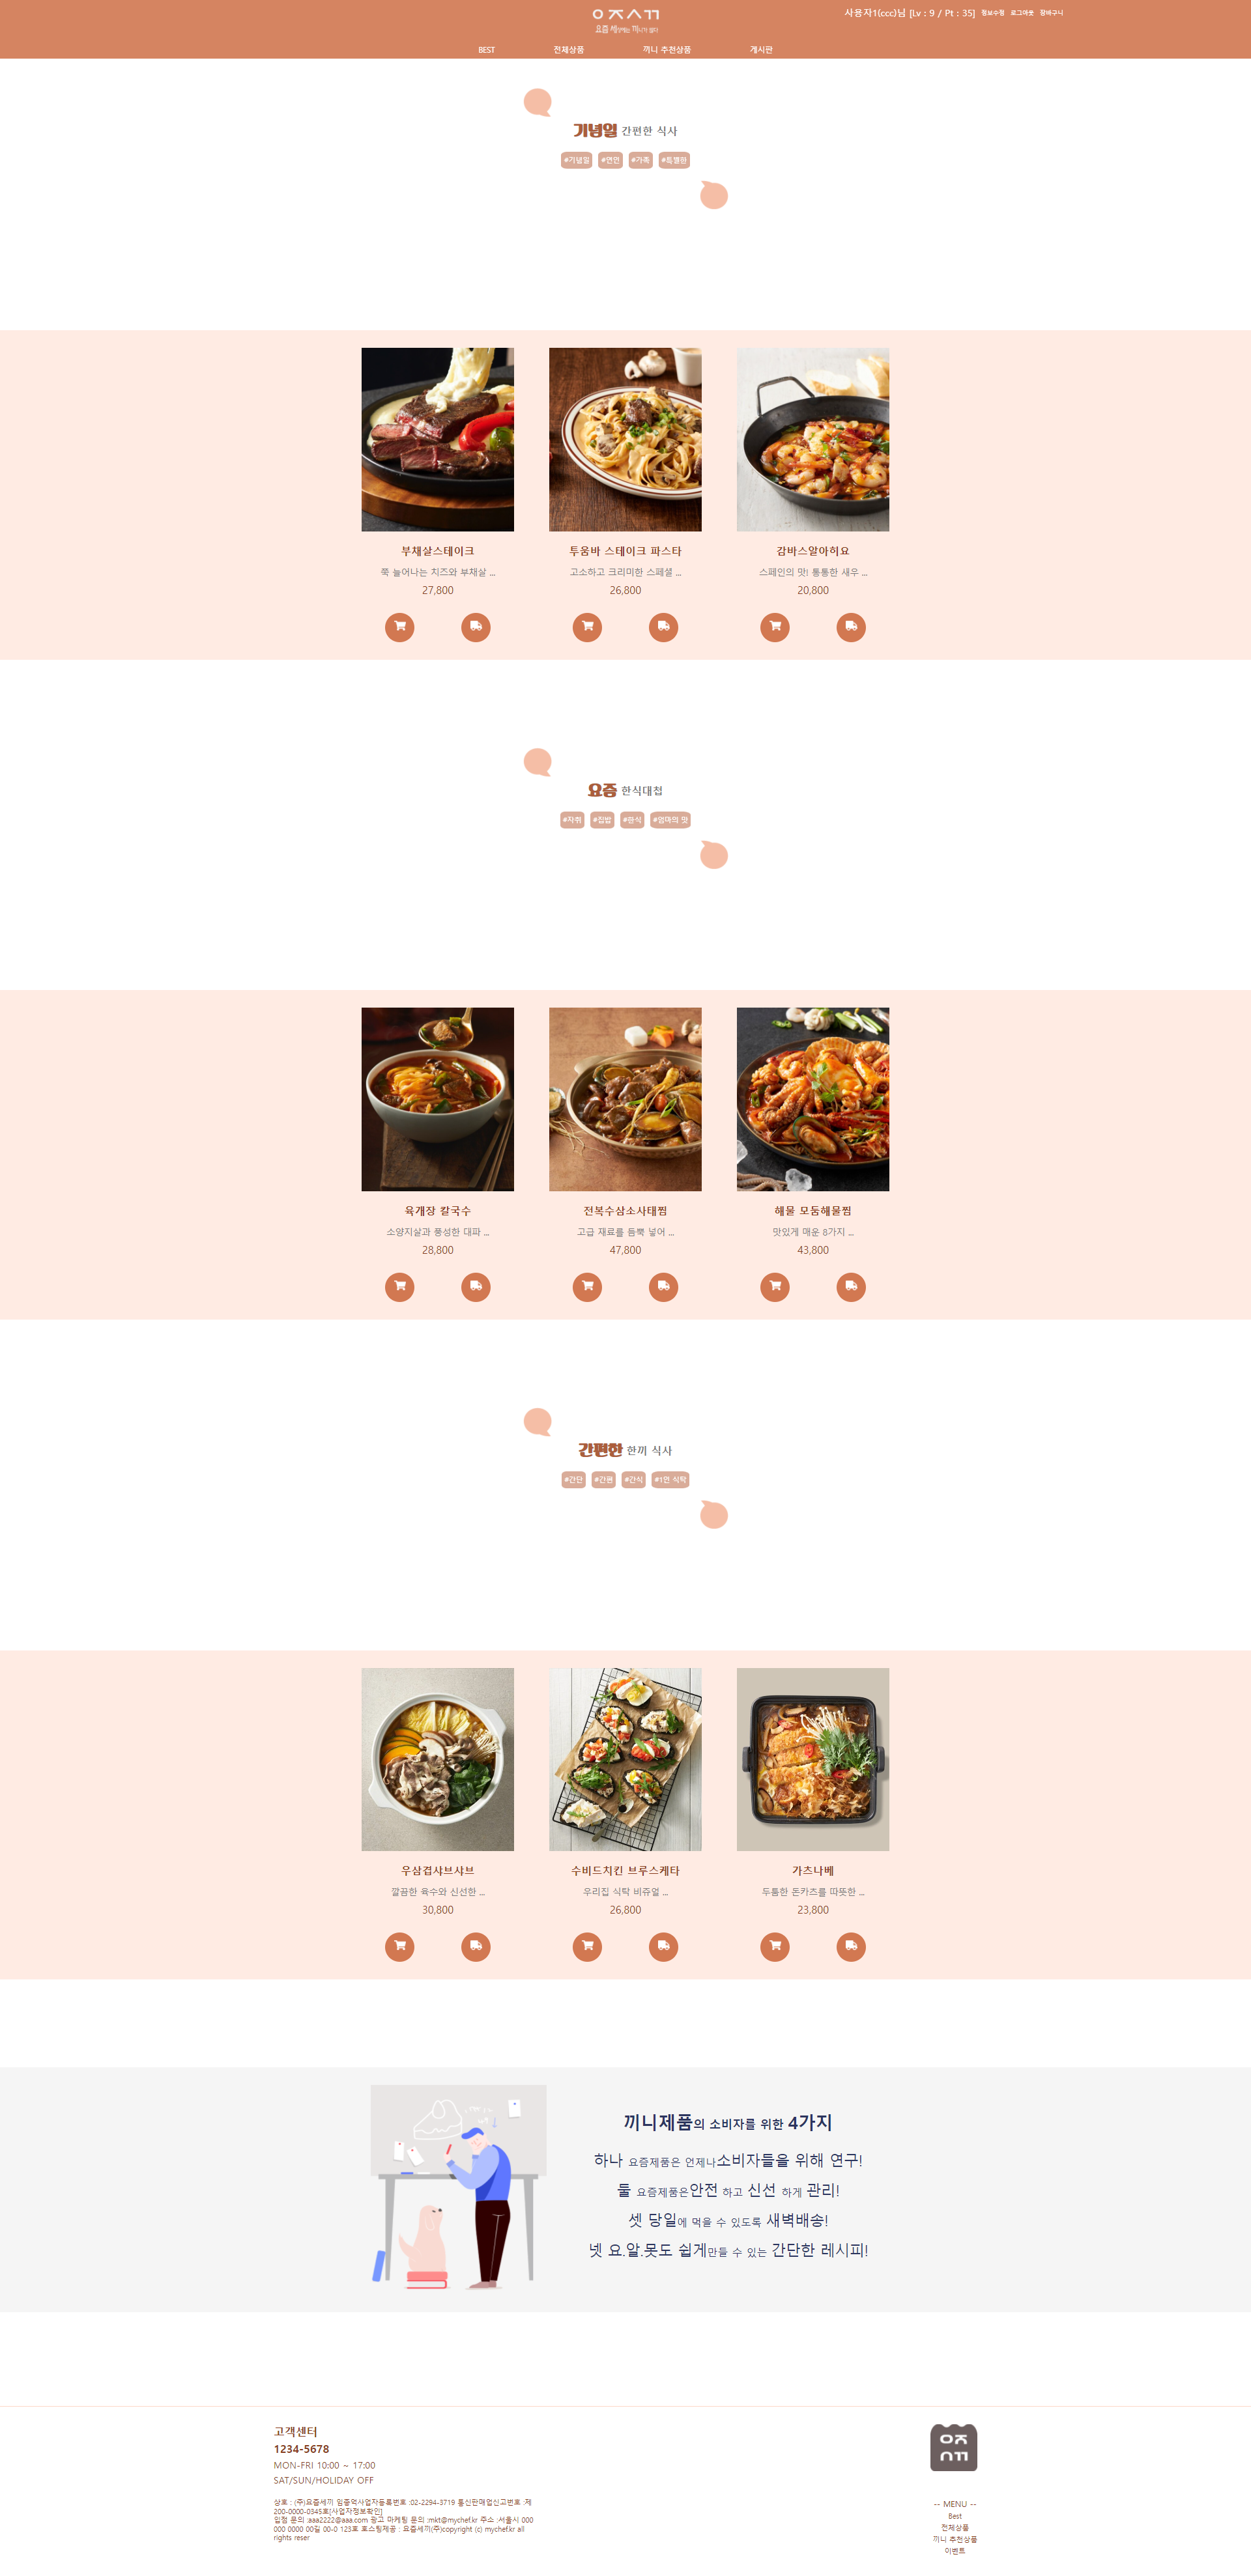 ㅇㅈㅅㄲ
사용자1(ccc)님 [Lv : 9 / Pt : 35] 정보수정 로그아웃 장바구니
BEST 전체상품 끼니 추천상품 게시판
기념일 간편한 식사
#기념일 #연인 #가족 #특별한
부채살스테이크 투움바 스테이크 파스타 감바스알아히요
쭉 늘어나는 치즈와 부채살 ... 고소하고 크리미한 스페셜 ... 스페인의 맛! 통통한 새우 ...
27,800 26,800 20,800
요즘 한식대첩
#자취 #집밥 #한식 #엄마의 맛
육개장 칼국수 전복수삼소사태찜 해물 모둠해물찜
소양지살과 풍성한 대파 ... 고급 재료를 듬뿍 넣어 ... 맛있게 매운 8가지 ...
28,800 47,800 43,800
간편한 한끼 식사
#간단 #간편 #간식 #1인 식탁
우삼겹샤브샤브 수비드치킨 브루스케타 가츠나베
깔끔한 육수와 신선한 ... 우리집 식탁 비쥬얼 ... 두툼한 돈카츠를 따뜻한 ...
30,800 26,800 23,800
끼니제품의 소비자를 위한 4가지
하나 요즘제품은 언제나소비자들을 위해 연구!
둘 요즘제품은안전 하고 신선 하게 관리!
셋 당일에 먹을 수 있도록 새벽배송!
넷 요.알.못도 쉽게만들 수 있는 간단한 레시피!
고객센터
1234-5678
MON-FRI 10:00 ~ 17:00
SAT/SUN/HOLIDAY OFF
상호 : (주)요즘세끼 임종억사업자등록번호 :02-2294-3719 통신판매업신고번호 :제
200-0000-0345호[사업자정보확인]
입점 문의 :aaa2222@aaa.com 광고 마케팅 문의 :mkt@mychef.kr 주소 :서울시 000
000 0000 00길 00-0 123호 호스팅제공 : 요즘세끼(주)copyright (c) mychef.kr all
rights reser
ㅇㅈ
ㅅㄲ
-- MENU --
Best
전체상품
끼니 추천상품
이벤트